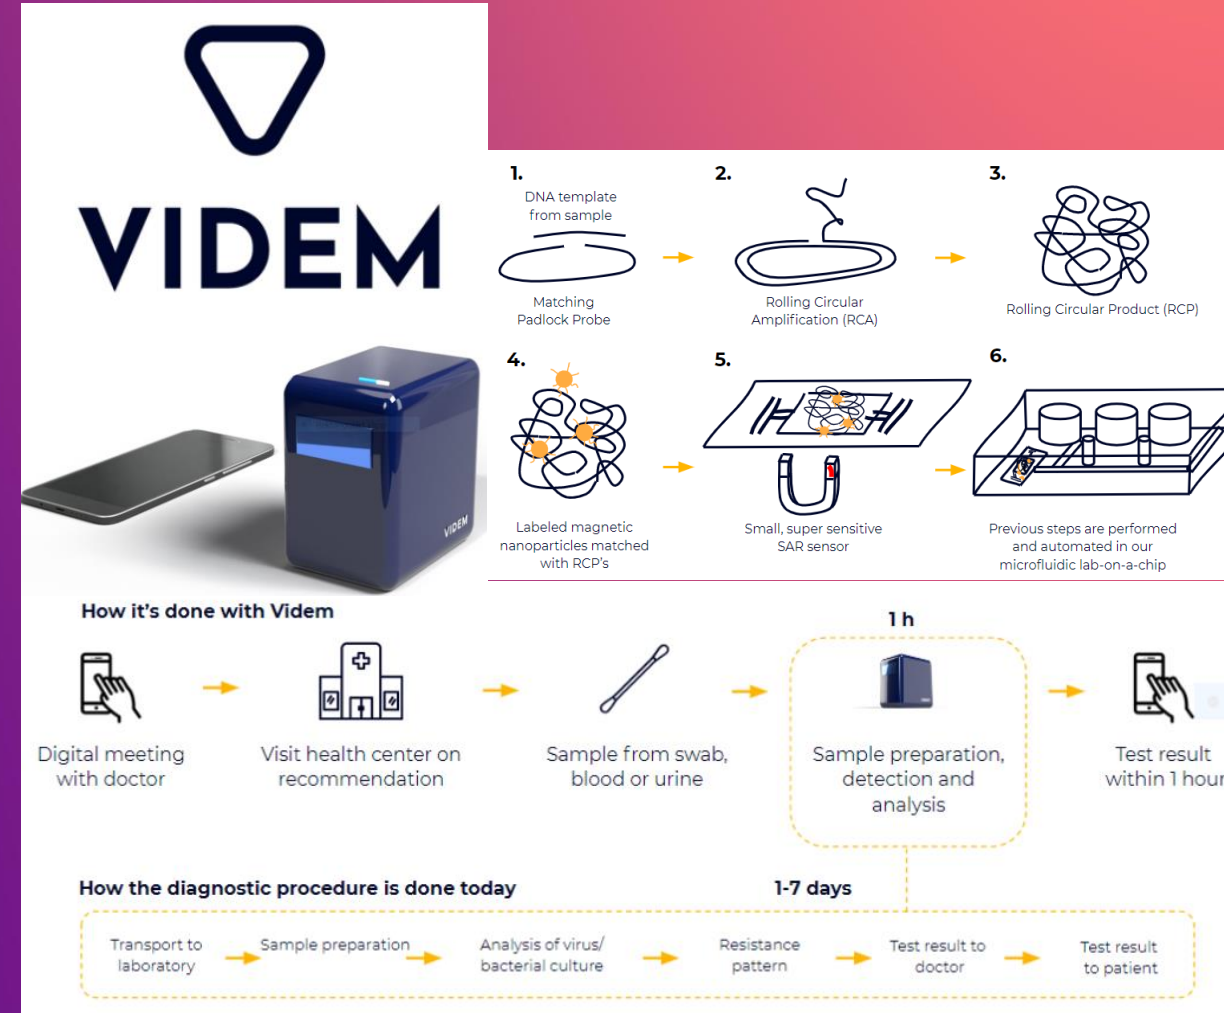 VIDEM
1.
DNA template
from sample
Matching
Padlock Probe
2.
Rolling Circular
Amplification (RCA)
3.
Rolling Circular Product (RCP)
4.
Labeled magnetic
nanoparticles matched
with RCP's
5.
Small, super sensitive
SAR sensor
6.
Previous steps are performed
and automated in our
microfluidic lab-on-a-chip
VIDEM
How it's done with Videm
1 h
Digital meeting
with doctor
Visit health center on
recommendation
Sample from swab,
blood or urine
Sample preparation,
detection and
analysis
Test result
within 1 hour
How the diagnostic procedure is done today
1-7 days
Transport to
laboratory
Sample preparation
Analysis of virus/
bacterial culture
Resistance
pattern
Test result to
doctor
Test result
to patient